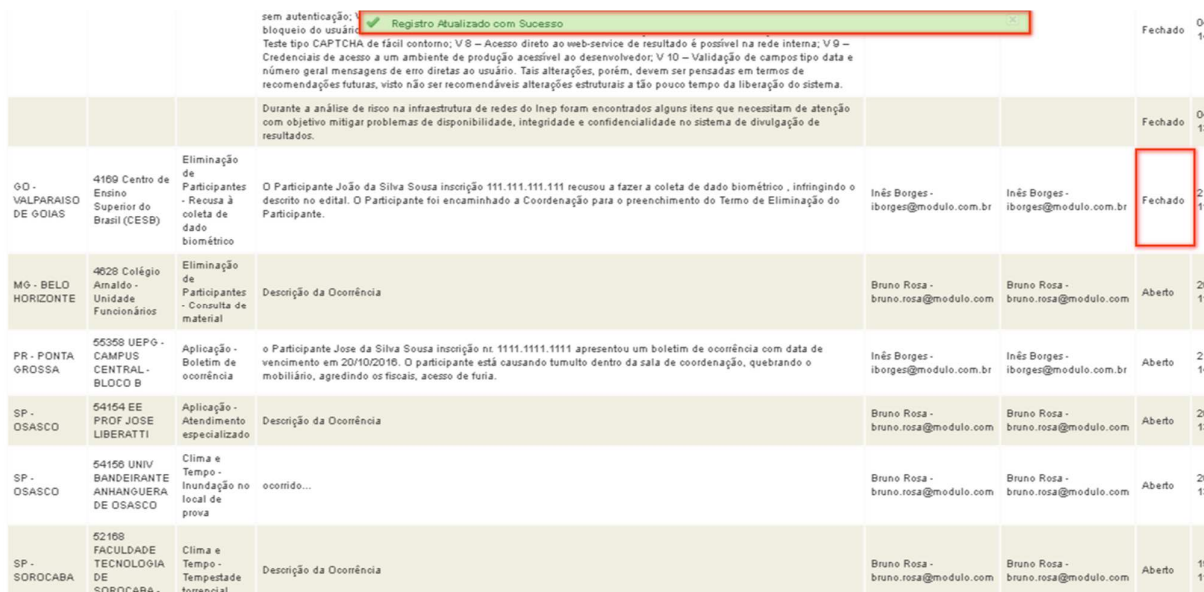 sem autenticação; V
Registro Atualizado com Sucesso
bloqueio do usuário
Teste tipo CAPTCHA de fácil contorno; V 8 – Acesso direto ao web-service de resultado é possível na rede interna; V 9 –
Credenciais de acesso a um ambiente de produção acessível ao desenvolvedor; V 10 – Validação de campos tipo data e
número geral mensagens de erro diretas ao usuário. Tais alterações, porém, devem ser pensadas em termos de
recomendações futuras, visto não ser recomendáveis alterações estruturais a tão pouco tempo da liberação do sistema.
Fechado
Durante a análise de risco na infraestrutura de redes do Inep foram encontrados alguns itens que necessitam de atenção
com objetivo mitigar problemas de disponibilidade, integridade e confidencialidade no sistema de divulgação de
resultados.
Fechado
GO -
VALPARAISO
DE GOIAS
4169 Centro de
Ensino
Superior do
Brasil (CESB)
Eliminação
de
Participantes
- Recusa à
coleta de
dado
biométrico
O Participante João da Silva Sousa inscrição 111.111.111.111 recusou a fazer a coleta de dado biométrico , infringindo o
descrito no edital. O Participante foi encaminhado a Coordenação para o preenchimento do Termo de Eliminação do
Participante.
Inês Borges -
iborges@modulo.com.br
Inês Borges -
iborges@modulo.com.br
Fechado
MG - BELO
HORIZONTE
4628 Colégio
Arnaldo -
Unidade
Funcionários
Eliminação
de
Participantes
- Consulta de
material
Descrição da Ocorrência
Bruno Rosa -
bruno.rosa@modulo.com
Bruno Rosa -
bruno.rosa@modulo.com
Aberto
PR - PONTA
GROSSA
55358 UEPG -
CAMPUS
CENTRAL -
BLOCO B
Aplicação -
Boletim de
ocorrência
o Participante Jose da Silva Sousa inscrição nr. 1111.1111.1111 apresentou um boletim de ocorrência com data de
vencimento em 20/10/2016. O participante está causando tumulto dentro da sala de coordenação, quebrando o
mobiliário, agredindo os fiscais, acesso de furia.
Inês Borges -
iborges@modulo.com.br
Inês Borges -
iborges@modulo.com.br
Aberto
SP -
OSASCO
54154 EE
PROF JOSE
LIBERATTI
Aplicação -
Atendimento
especializado
Descrição da Ocorrência
Bruno Rosa -
bruno.rosa@modulo.com
Bruno Rosa -
bruno.rosa@modulo.com
Aberto
SP -
OSASCO
54156 UNIV
BANDEIRANTE
ANHANGUERA
DE OSASCO
Clima e
Tempo -
Inundação no
local de
prova
ocorrido...
Bruno Rosa -
bruno.rosa@modulo.com
Bruno Rosa -
bruno.rosa@modulo.com
Aberto
SP -
SOROCABA
52168
FACULDADE
TECNOLOGIA
DE
SOROCABA -
Clima e
Tempo -
Tempestade
torrencial
Descrição da Ocorrência
Bruno Rosa -
bruno.rosa@modulo.com
Bruno Rosa -
bruno.rosa@modulo.com
Aberto